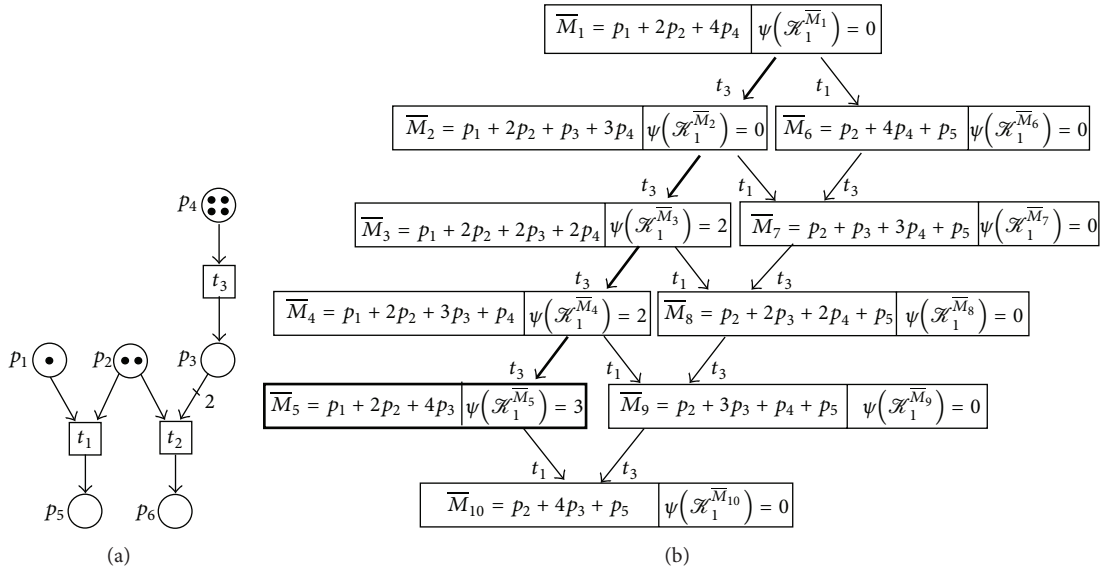 M̅₁ = p₁ + 2p₂ + 4p₄ ψ(𝒦₁^M̅₁) = 0
t₃ t₁
M̅₂ = p₁ + 2p₂ + p₃ + 3p₄ ψ(𝒦₁^M̅₂) = 0 M̅₆ = p₂ + 4p₄ + p₅ ψ(𝒦₁^M̅₆) = 0
p₄
t₃ t₁ t₃
M̅₃ = p₁ + 2p₂ + 2p₃ + 2p₄ ψ(𝒦₁^M̅₃) = 2 M̅₇ = p₂ + p₃ + 3p₄ + p₅ ψ(𝒦₁^M̅₇) = 0
t₃
t₃ t₁ t₃
M̅₄ = p₁ + 2p₂ + 3p₃ + p₄ ψ(𝒦₁^M̅₄) = 2 M̅₈ = p₂ + 2p₃ + 2p₄ + p₅ ψ(𝒦₁^M̅₈) = 0
p₁ p₂ p₃
t₃ t₁ t₃
2
M̅₅ = p₁ + 2p₂ + 4p₃ ψ(𝒦₁^M̅₅) = 3 M̅₉ = p₂ + 3p₃ + p₄ + p₅ ψ(𝒦₁^M̅₉) = 0
t₁ t₂
t₁ t₃
p₅ p₆
M̅₁₀ = p₂ + 4p₃ + p₅ ψ(𝒦₁^M̅₁₀) = 0
(a) (b)